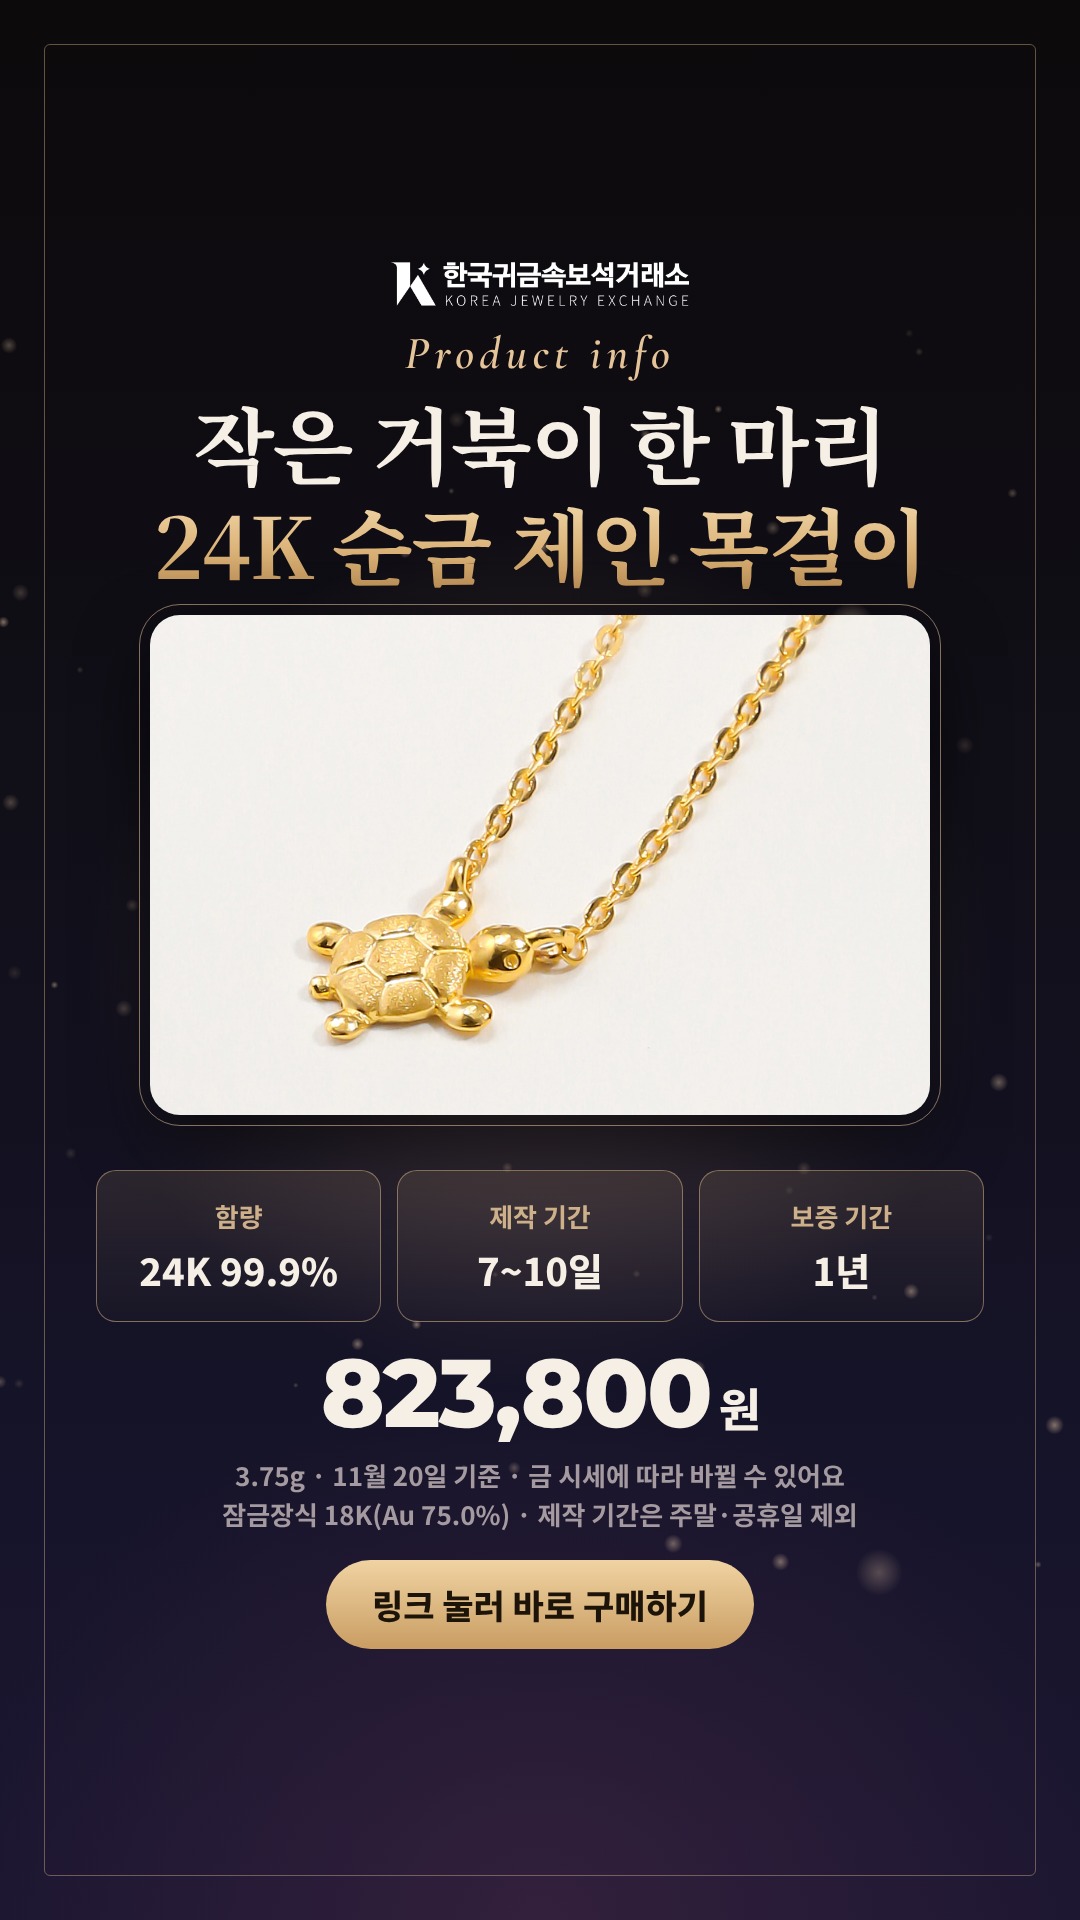 한국귀금속보석거래소
KOREA JEWELRY EXCHANGE
Product info
작은 거북이 한 마리
24K 순금 체인 목걸이
함량
24K 99.9%
제작 기간
7~10일
보증 기간
1년
823,800원
3.75g · 11월 20일 기준 · 금 시세에 따라 바뀔 수 있어요
잠금장식 18K(Au 75.0%) · 제작 기간은 주말·공휴일 제외
링크 눌러 바로 구매하기